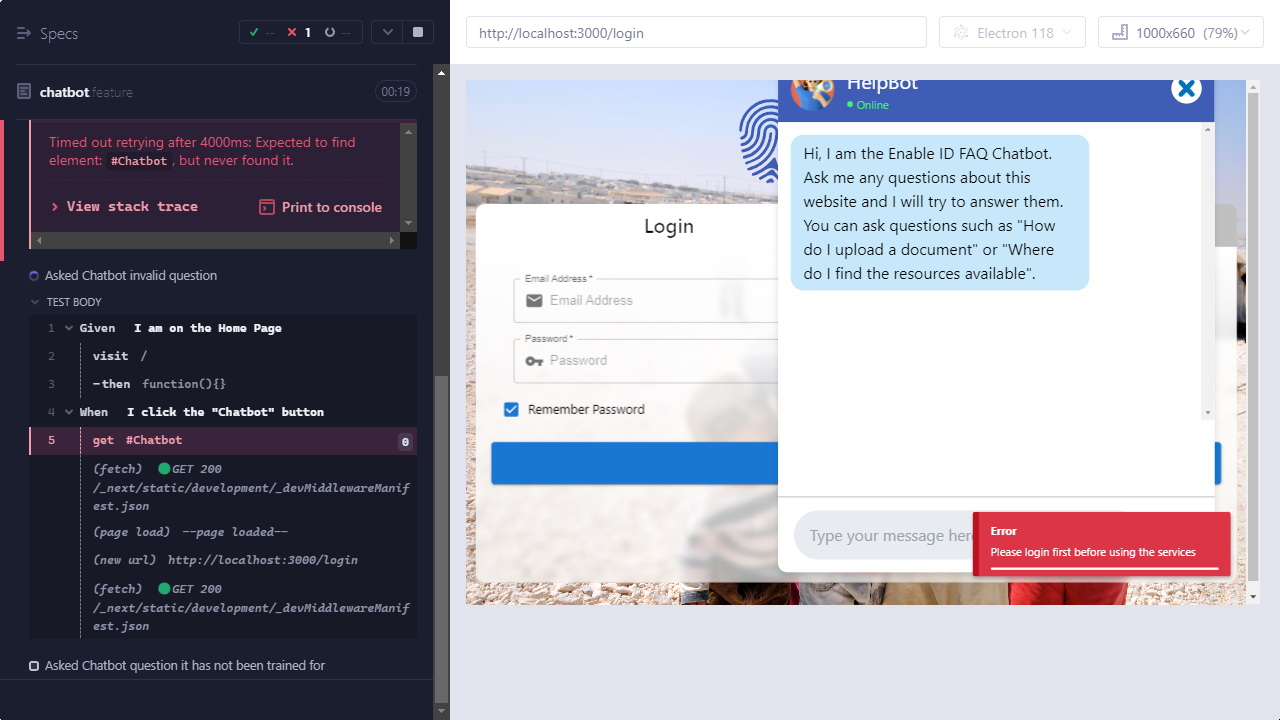 Specs
--
1
--
chatbot feature
00:19
Timed out retrying after 4000ms: Expected to find
element: #Chatbot, but never found it.
View stack trace
Print to console
Asked Chatbot invalid question
TEST BODY
1 Given I am on the Home Page
2 visit /
3 -then function(){}
4 When I click the "Chatbot" button
5 get #Chatbot 0
(fetch) GET 200
/_next/static/development/_devMiddlewareManif
est.json
(page load) --page loaded--
(new url) http://localhost:3000/login
(fetch) GET 200
/_next/static/development/_devMiddlewareManif
est.json
Asked Chatbot question it has not been trained for
http://localhost:3000/login
Electron 118
1000x660 (79%)
Login
Email Address *
Email Address
Password *
Password
Remember Password
HelpBot
Online
Hi, I am the Enable ID FAQ Chatbot.
Ask me any questions about this
website and I will try to answer them.
You can ask questions such as "How
do I upload a document" or "Where
do I find the resources available".
Type your message here
Error
Please login first before using the services